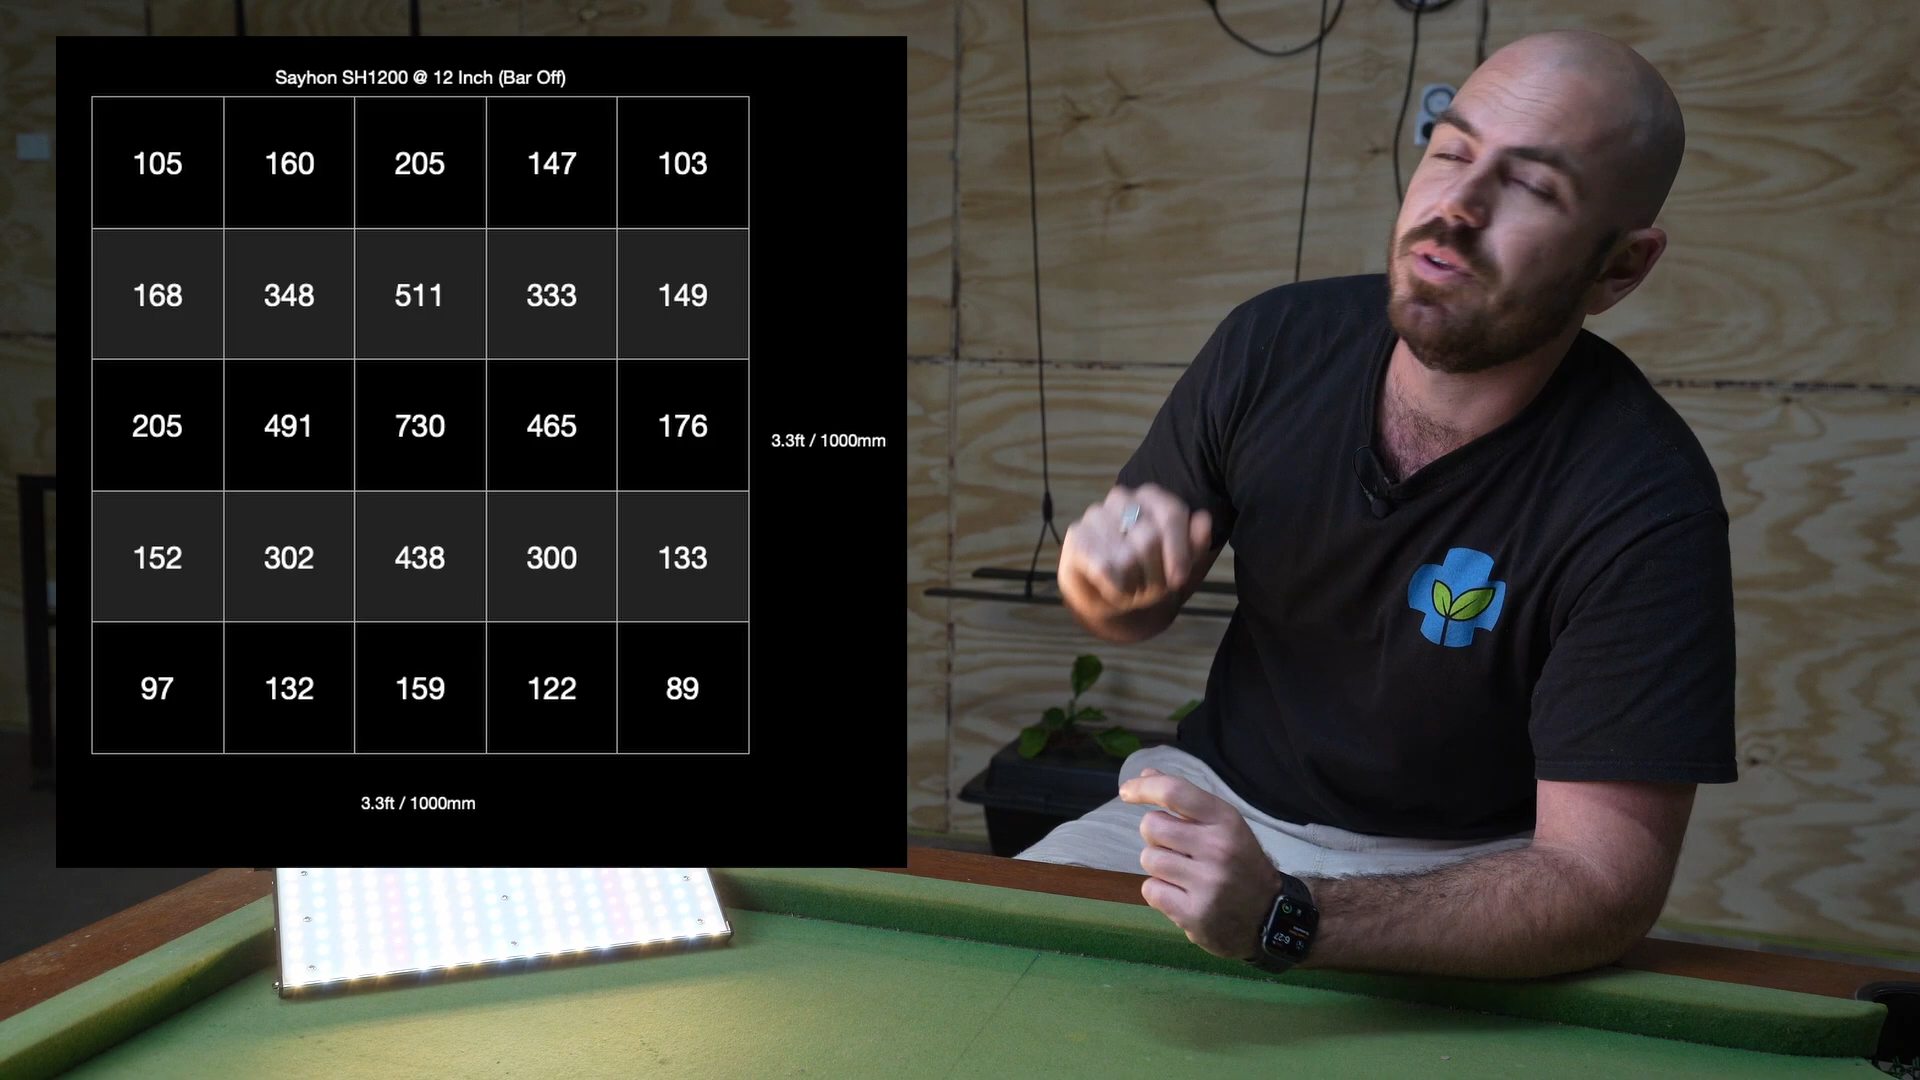 Sayhon SH1200 @ 12 Inch (Bar Off)
105 160 205 147 103
168 348 511 333 149
205 491 730 465 176
3.3ft / 1000mm
152 302 438 300 133
97 132 159 122 89
3.3ft / 1000mm